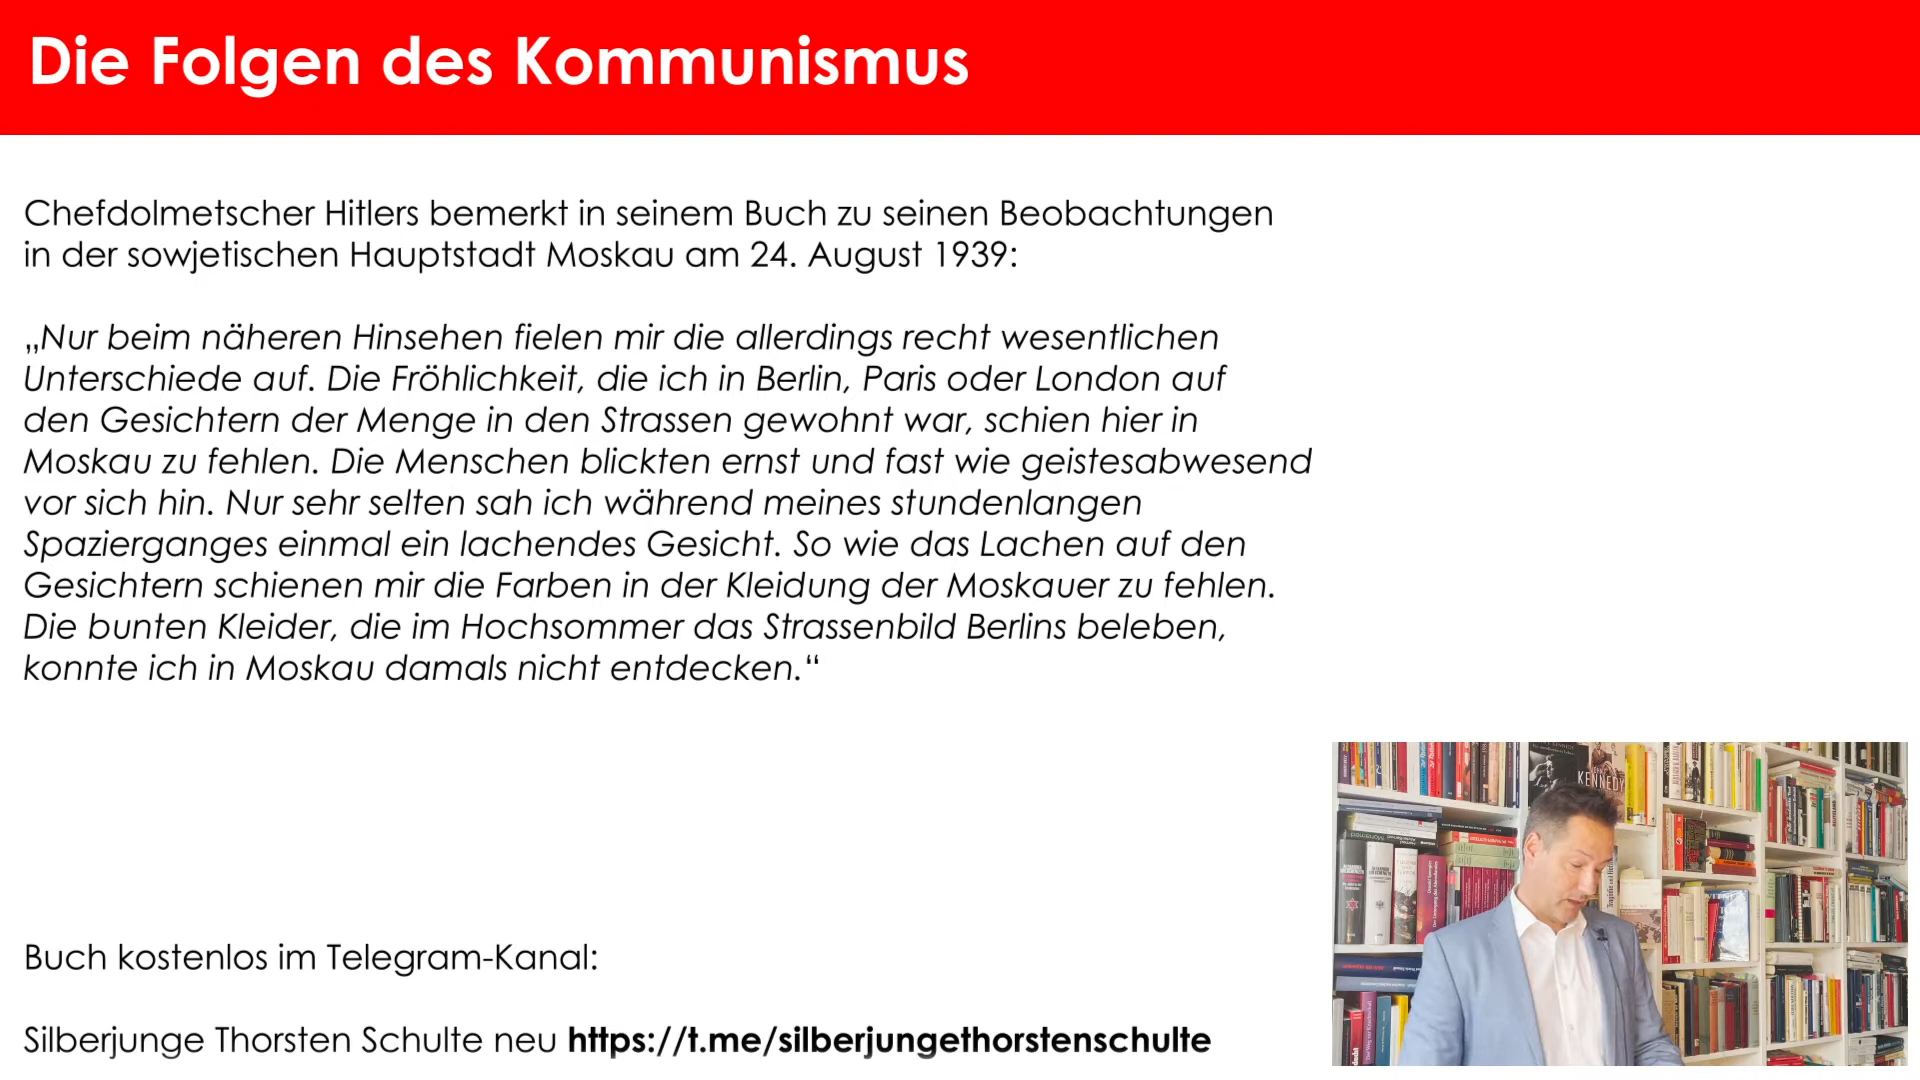 Die Folgen des Kommunismus
Chefdolmetscher Hitlers bemerkt in seinem Buch zu seinen Beobachtungen
in der sowjetischen Hauptstadt Moskau am 24. August 1939:
„Nur beim näheren Hinsehen fielen mir die allerdings recht wesentlichen
Unterschiede auf. Die Fröhlichkeit, die ich in Berlin, Paris oder London auf
den Gesichtern der Menge in den Strassen gewohnt war, schien hier in
Moskau zu fehlen. Die Menschen blickten ernst und fast wie geistesabwesend
vor sich hin. Nur sehr selten sah ich während meines stundenlangen
Spazierganges einmal ein lachendes Gesicht. So wie das Lachen auf den
Gesichtern schienen mir die Farben in der Kleidung der Moskauer zu fehlen.
Die bunten Kleider, die im Hochsommer das Strassenbild Berlins beleben,
konnte ich in Moskau damals nicht entdecken.“
KENNEDY
Buch kostenlos im Telegram-Kanal:
Silberjunge Thorsten Schulte neu https://t.me/silberjungethorstenschulte